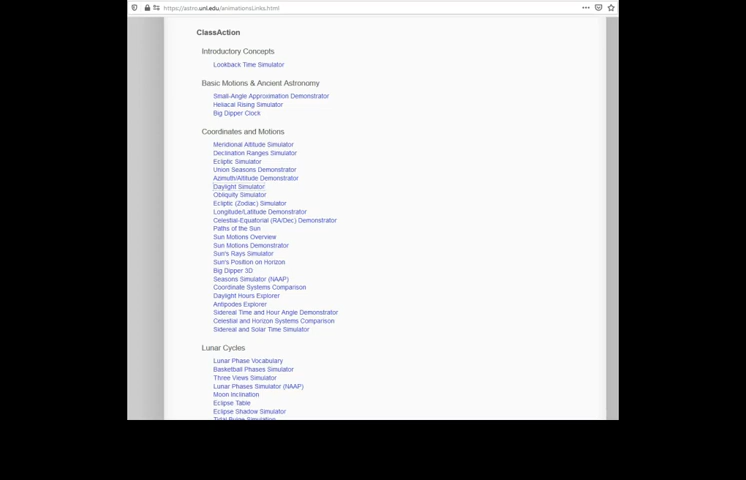 https://astro.unl.edu/animationsLinks.html
ClassAction
Introductory Concepts
Lookback Time Simulator
Basic Motions & Ancient Astronomy
Small-Angle Approximation Demonstrator
Heliacal Rising Simulator
Big Dipper Clock
Coordinates and Motions
Meridional Altitude Simulator
Declination Ranges Simulator
Ecliptic Simulator
Union Seasons Demonstrator
Azimuth/Altitude Demonstrator
Daylight Simulator
Obliquity Simulator
Ecliptic (Zodiac) Simulator
Longitude/Latitude Demonstrator
Celestial-Equatorial (RA/Dec) Demonstrator
Paths of the Sun
Sun Motions Overview
Sun Motions Demonstrator
Sun's Rays Simulator
Sun's Position on Horizon
Big Dipper 3D
Seasons Simulator (NAAP)
Coordinate Systems Comparison
Daylight Hours Explorer
Antipodes Explorer
Sidereal Time and Hour Angle Demonstrator
Celestial and Horizon Systems Comparison
Sidereal and Solar Time Simulator
Lunar Cycles
Lunar Phase Vocabulary
Basketball Phases Simulator
Three Views Simulator
Lunar Phases Simulator (NAAP)
Moon Inclination
Eclipse Table
Eclipse Shadow Simulator